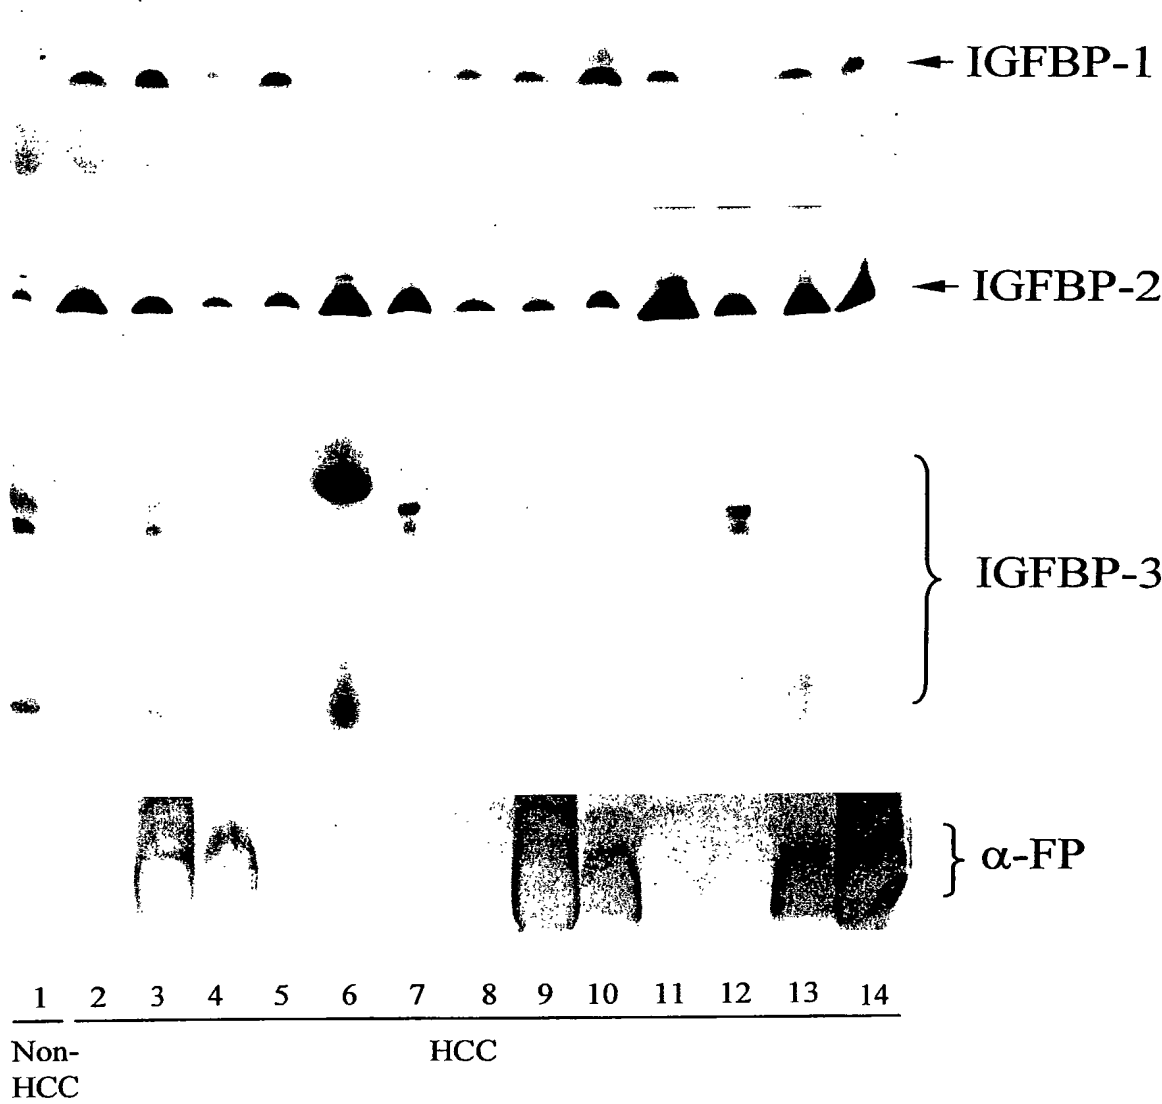 IGFBP-1
IGFBP-2
IGFBP-3
α-FP
1 2 3 4 5 6 7 8 9 10 11 12 13 14
Non-
HCC
HCC